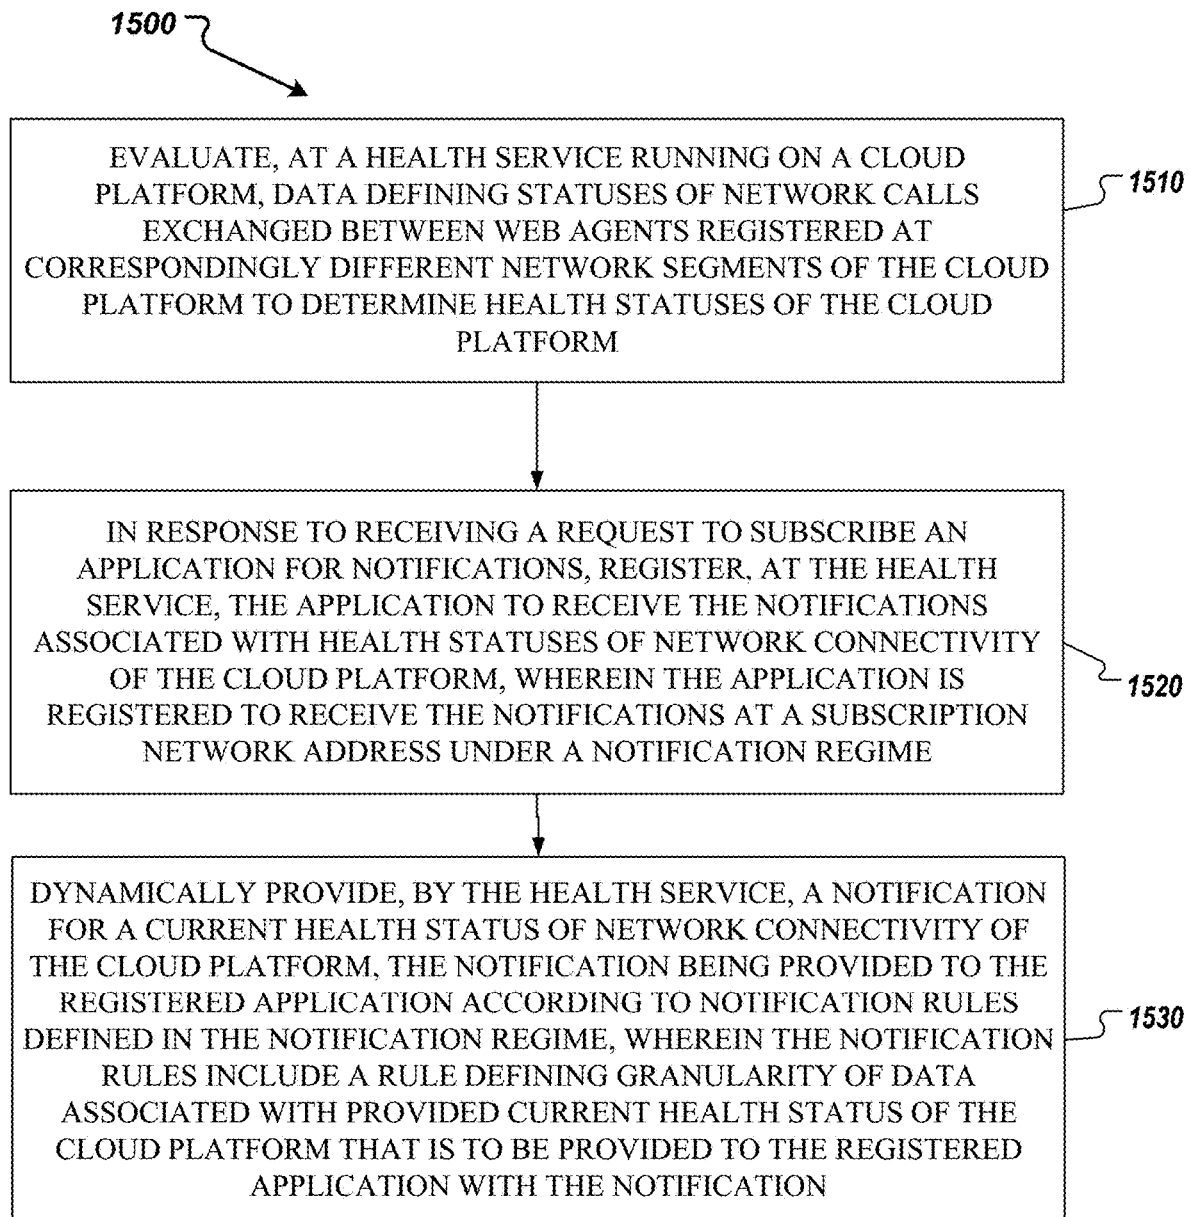 1500
EVALUATE, AT A HEALTH SERVICE RUNNING ON A CLOUD
PLATFORM, DATA DEFINING STATUSES OF NETWORK CALLS
EXCHANGED BETWEEN WEB AGENTS REGISTERED AT
CORRESPONDINGLY DIFFERENT NETWORK SEGMENTS OF THE CLOUD
PLATFORM TO DETERMINE HEALTH STATUSES OF THE CLOUD
PLATFORM
1510
IN RESPONSE TO RECEIVING A REQUEST TO SUBSCRIBE AN
APPLICATION FOR NOTIFICATIONS, REGISTER, AT THE HEALTH
SERVICE, THE APPLICATION TO RECEIVE THE NOTIFICATIONS
ASSOCIATED WITH HEALTH STATUSES OF NETWORK CONNECTIVITY
OF THE CLOUD PLATFORM, WHEREIN THE APPLICATION IS
REGISTERED TO RECEIVE THE NOTIFICATIONS AT A SUBSCRIPTION
NETWORK ADDRESS UNDER A NOTIFICATION REGIME
1520
DYNAMICALLY PROVIDE, BY THE HEALTH SERVICE, A NOTIFICATION
FOR A CURRENT HEALTH STATUS OF NETWORK CONNECTIVITY OF
THE CLOUD PLATFORM, THE NOTIFICATION BEING PROVIDED TO THE
REGISTERED APPLICATION ACCORDING TO NOTIFICATION RULES
DEFINED IN THE NOTIFICATION REGIME, WHEREIN THE NOTIFICATION
RULES INCLUDE A RULE DEFINING GRANULARITY OF DATA
ASSOCIATED WITH PROVIDED CURRENT HEALTH STATUS OF THE
CLOUD PLATFORM THAT IS TO BE PROVIDED TO THE REGISTERED
APPLICATION WITH THE NOTIFICATION
1530